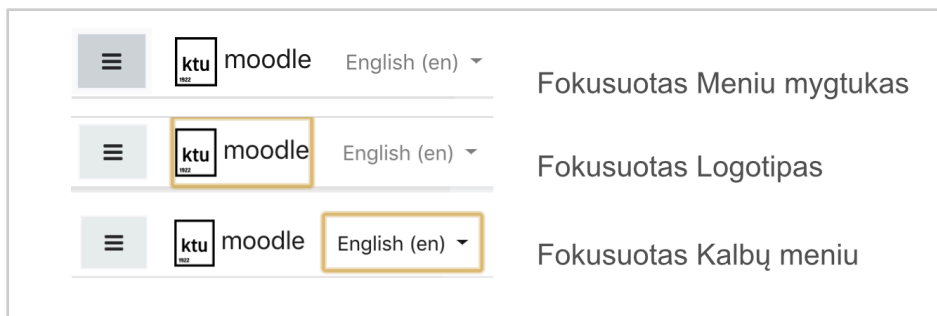 ktu 1922 moodle English (en) Fokusuotas Meniu mygtukas
ktu 1922 moodle English (en) Fokusuotas Logotipas
ktu 1922 moodle English (en) Fokusuotas Kalbų meniu